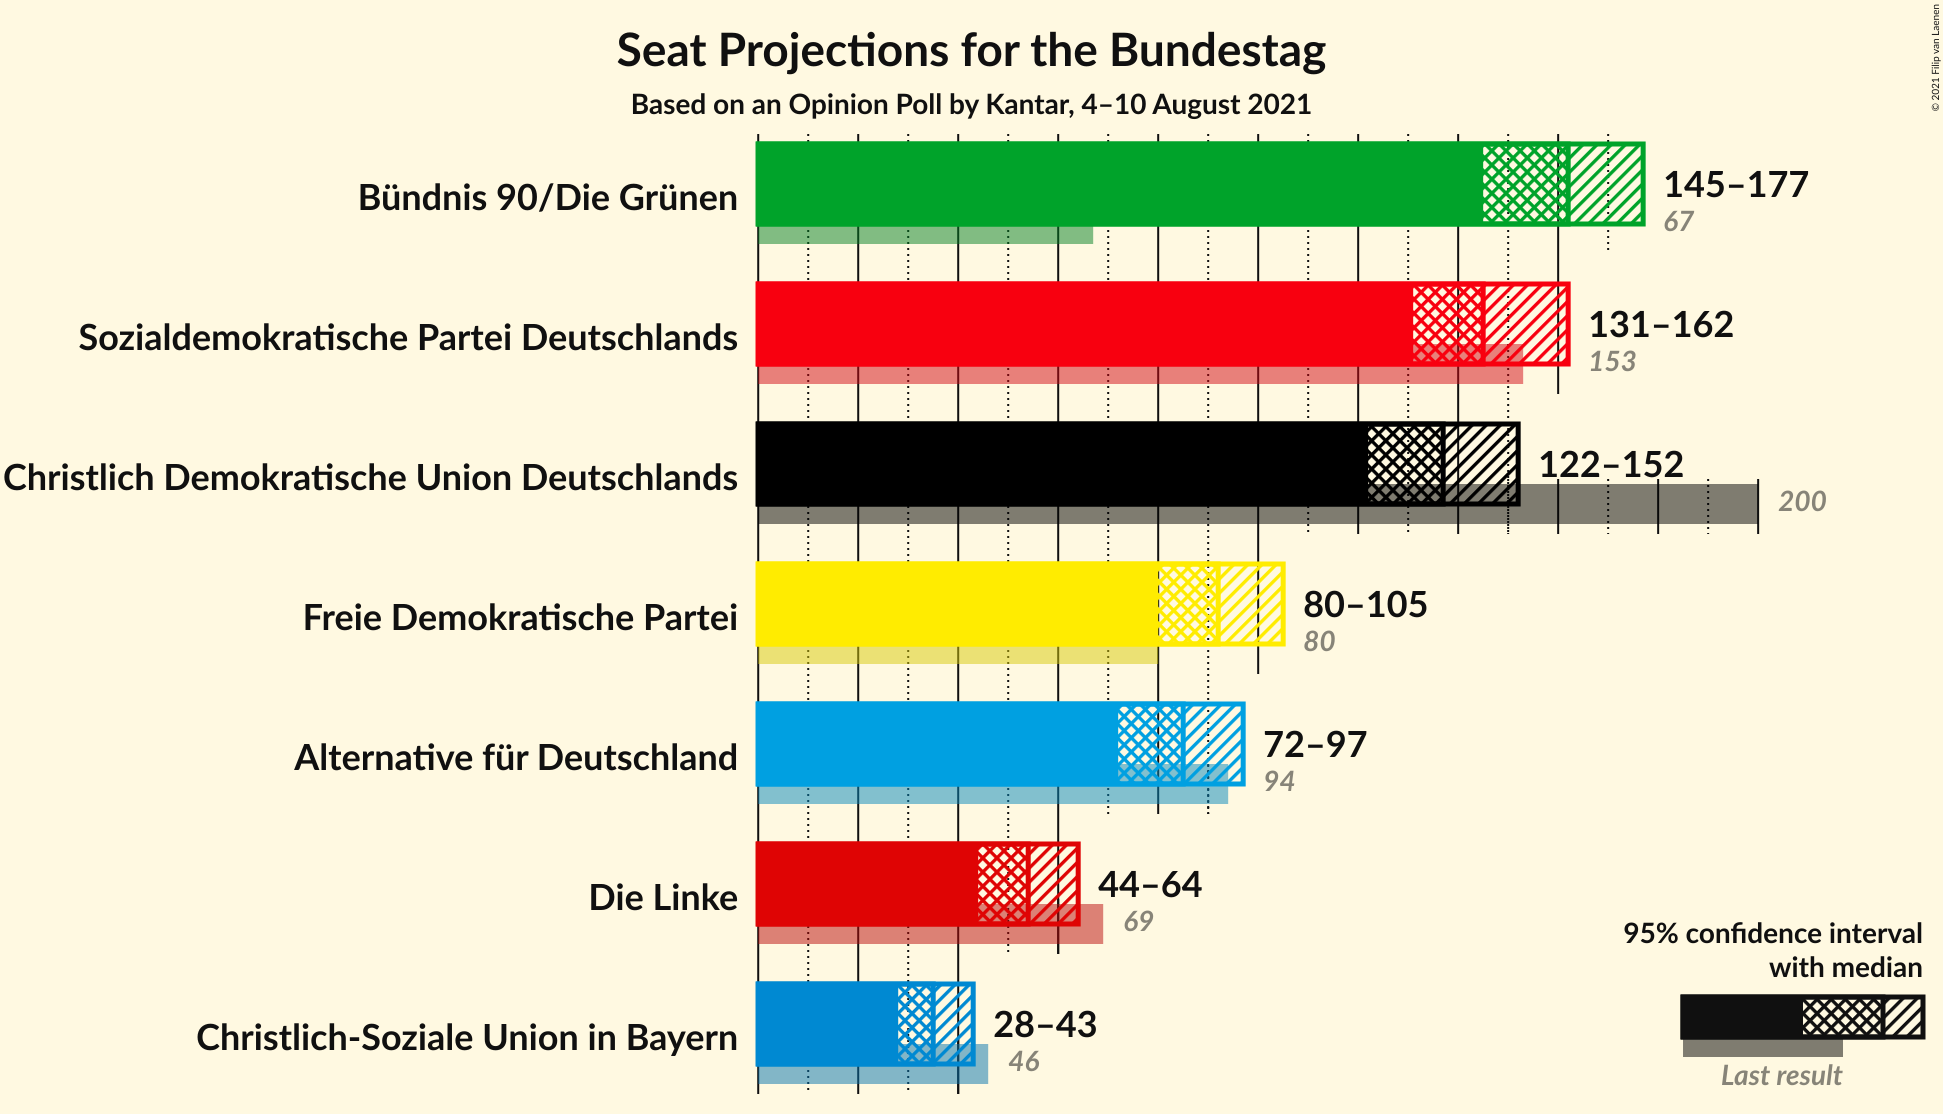 Seat Projections for the Bundestag
Based on an Opinion Poll by Kantar, 4–10 August 2021
© 2021 Filip van Laenen
Bündnis 90/Die Grünen
145–177
67
Sozialdemokratische Partei Deutschlands
131–162
153
Christlich Demokratische Union Deutschlands
122–152
200
Freie Demokratische Partei
80–105
80
Alternative für Deutschland
72–97
94
Die Linke
44–64
69
Christlich-Soziale Union in Bayern
28–43
46
95% confidence interval
with median
Last result